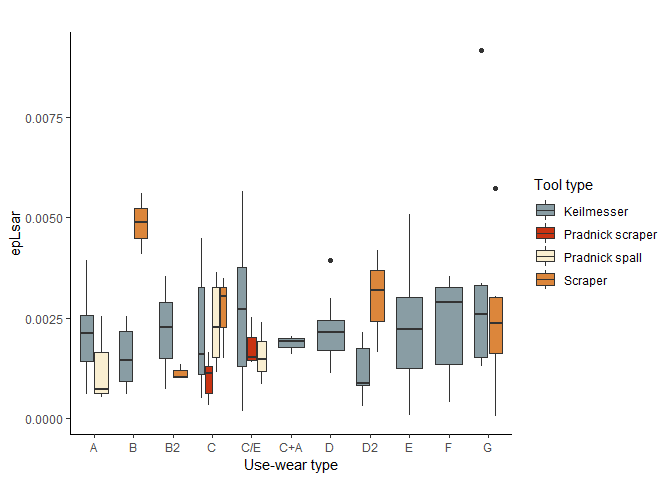 epLsar
0.0075
0.0050
0.0025
0.0000
A B B2 C C/E C+A D D2 E F G
Use-wear type
Tool type
Keilmesser
Pradnick scraper
Pradnick spall
Scraper